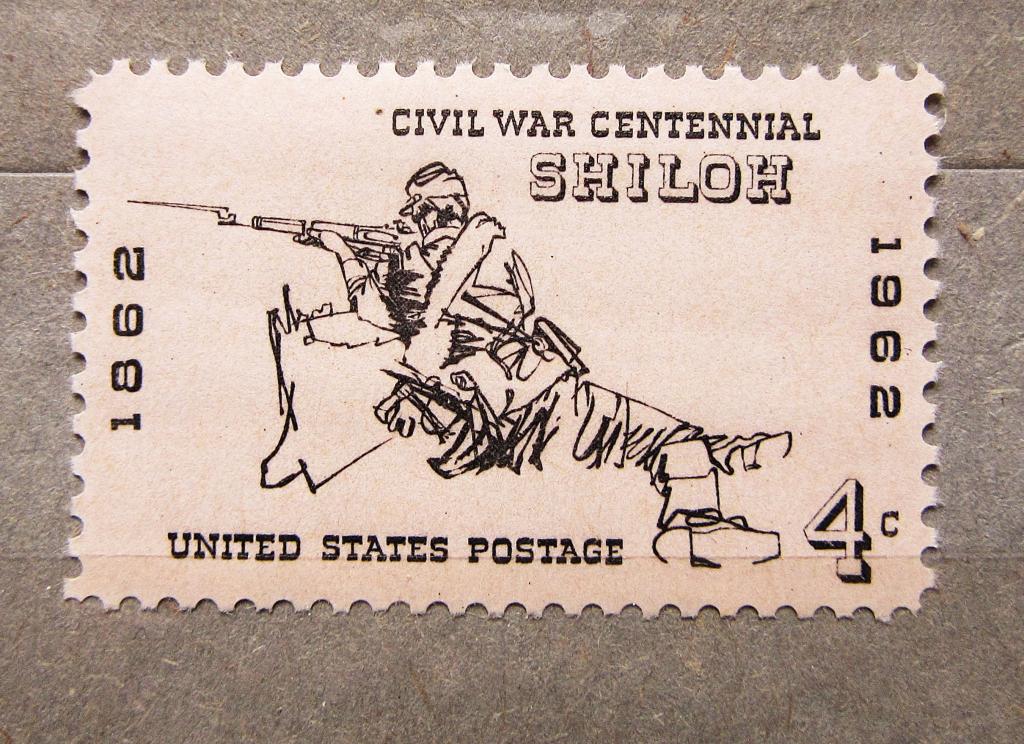 CIVIL WAR CENTENNIAL
SHILOH
1862
1962
UNITED STATES POSTAGE
4c